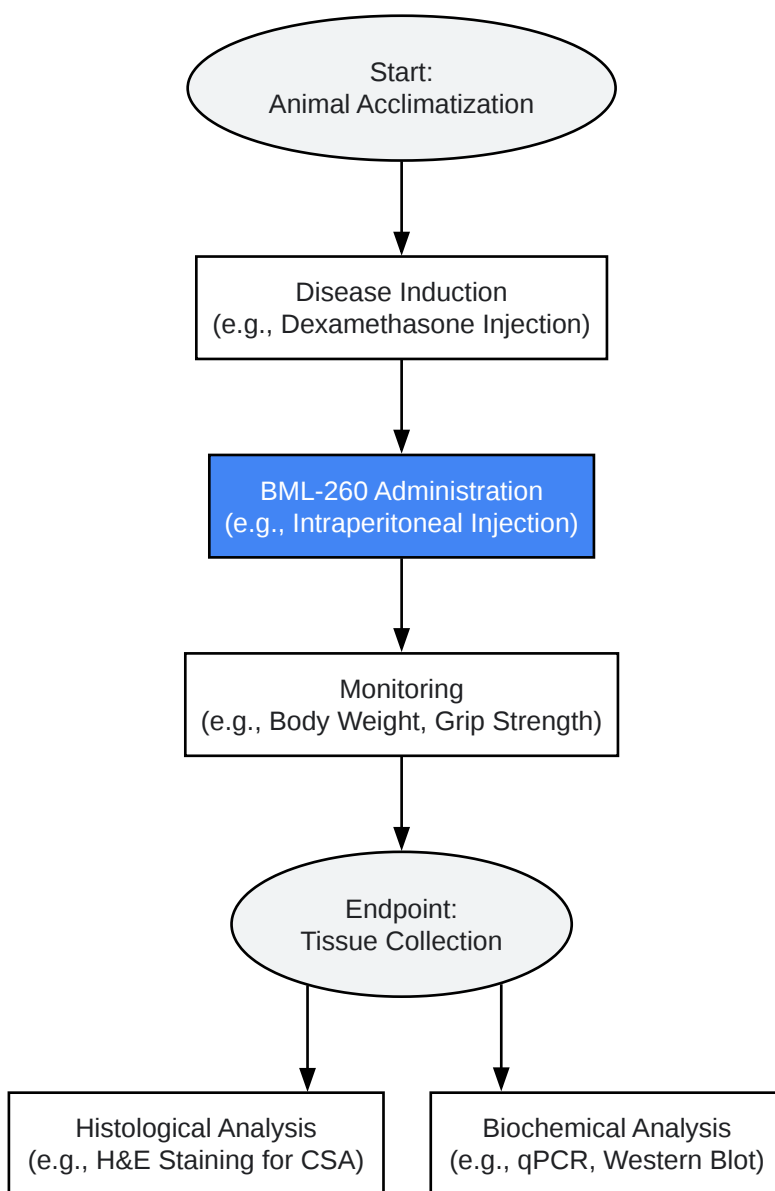 Start:
Animal Acclimatization
Disease Induction
(e.g., Dexamethasone Injection)
BML-260 Administration
(e.g., Intraperitoneal Injection)
Monitoring
(e.g., Body Weight, Grip Strength)
Endpoint:
Tissue Collection
Histological Analysis
(e.g., H&E Staining for CSA)
Biochemical Analysis
(e.g., qPCR, Western Blot)